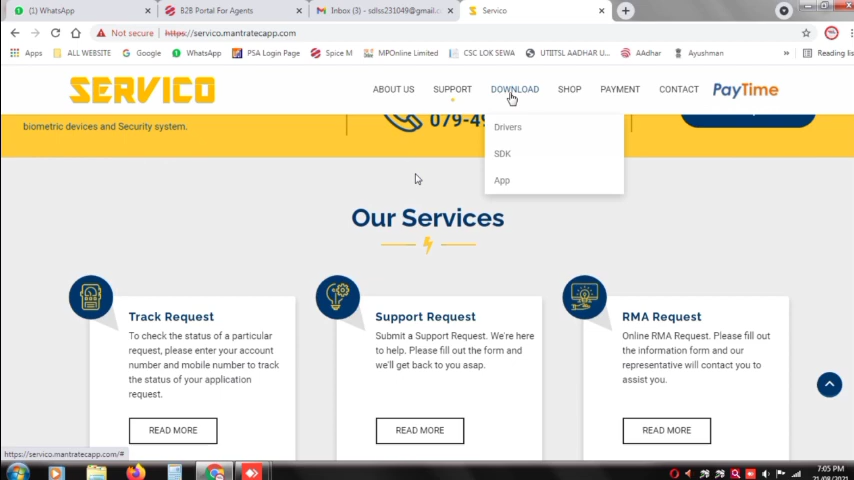 (1) WhatsApp
B2B Portal For Agents
Inbox (3) - sdlss231049@gmail.c
Servico
Not secure
https://servico.mantratecapp.com
Apps
ALL WEBSITE
Google
WhatsApp
PSA Login Page
Spice M
MPOnline Limited
CSC LOK SEWA
UTIITSL AADHAR U...
AAdhar
Ayushman
»
Reading list
SERVICO
ABOUT US
SUPPORT
DOWNLOAD
SHOP
PAYMENT
CONTACT
PayTime
biometric devices and Security system.
079-49
Drivers
SDK
App
Our Services
Track Request
To check the status of a particular
request, please enter your account
number and mobile number to track
the status of your application
request.
READ MORE
Support Request
Submit a Support Request. We're here
to help. Please fill out the form and
we'll get back to you asap.
READ MORE
RMA Request
Online RMA Request. Please fill out
the information form and our
representative will contact you to
assist you.
READ MORE
https://servico.mantratecapp.com/#
7:05 PM